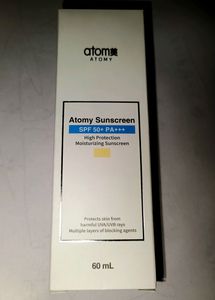 atom美
ATOMY
Atomy Sunscreen
SPF 50+ PA+++
High Protection
Moisturizing Sunscreen
Protects skin from
harmful UVA/UVB rays
Multiple layers of blocking agents
60 mL